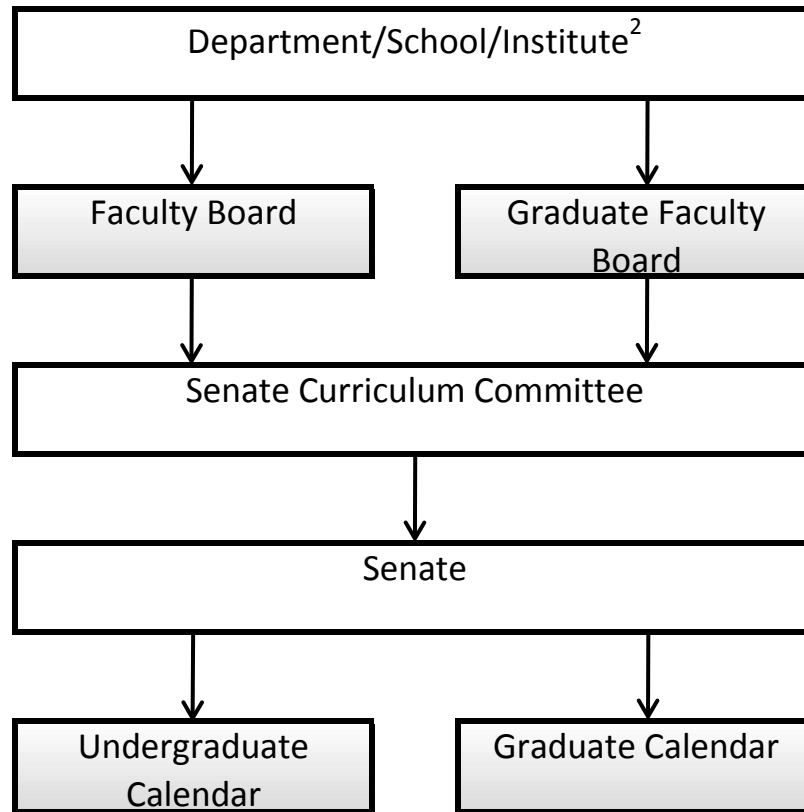 Department/School/Institute²
Faculty Board
Graduate Faculty
Board
Senate Curriculum Committee
Senate
Undergraduate
Calendar
Graduate Calendar